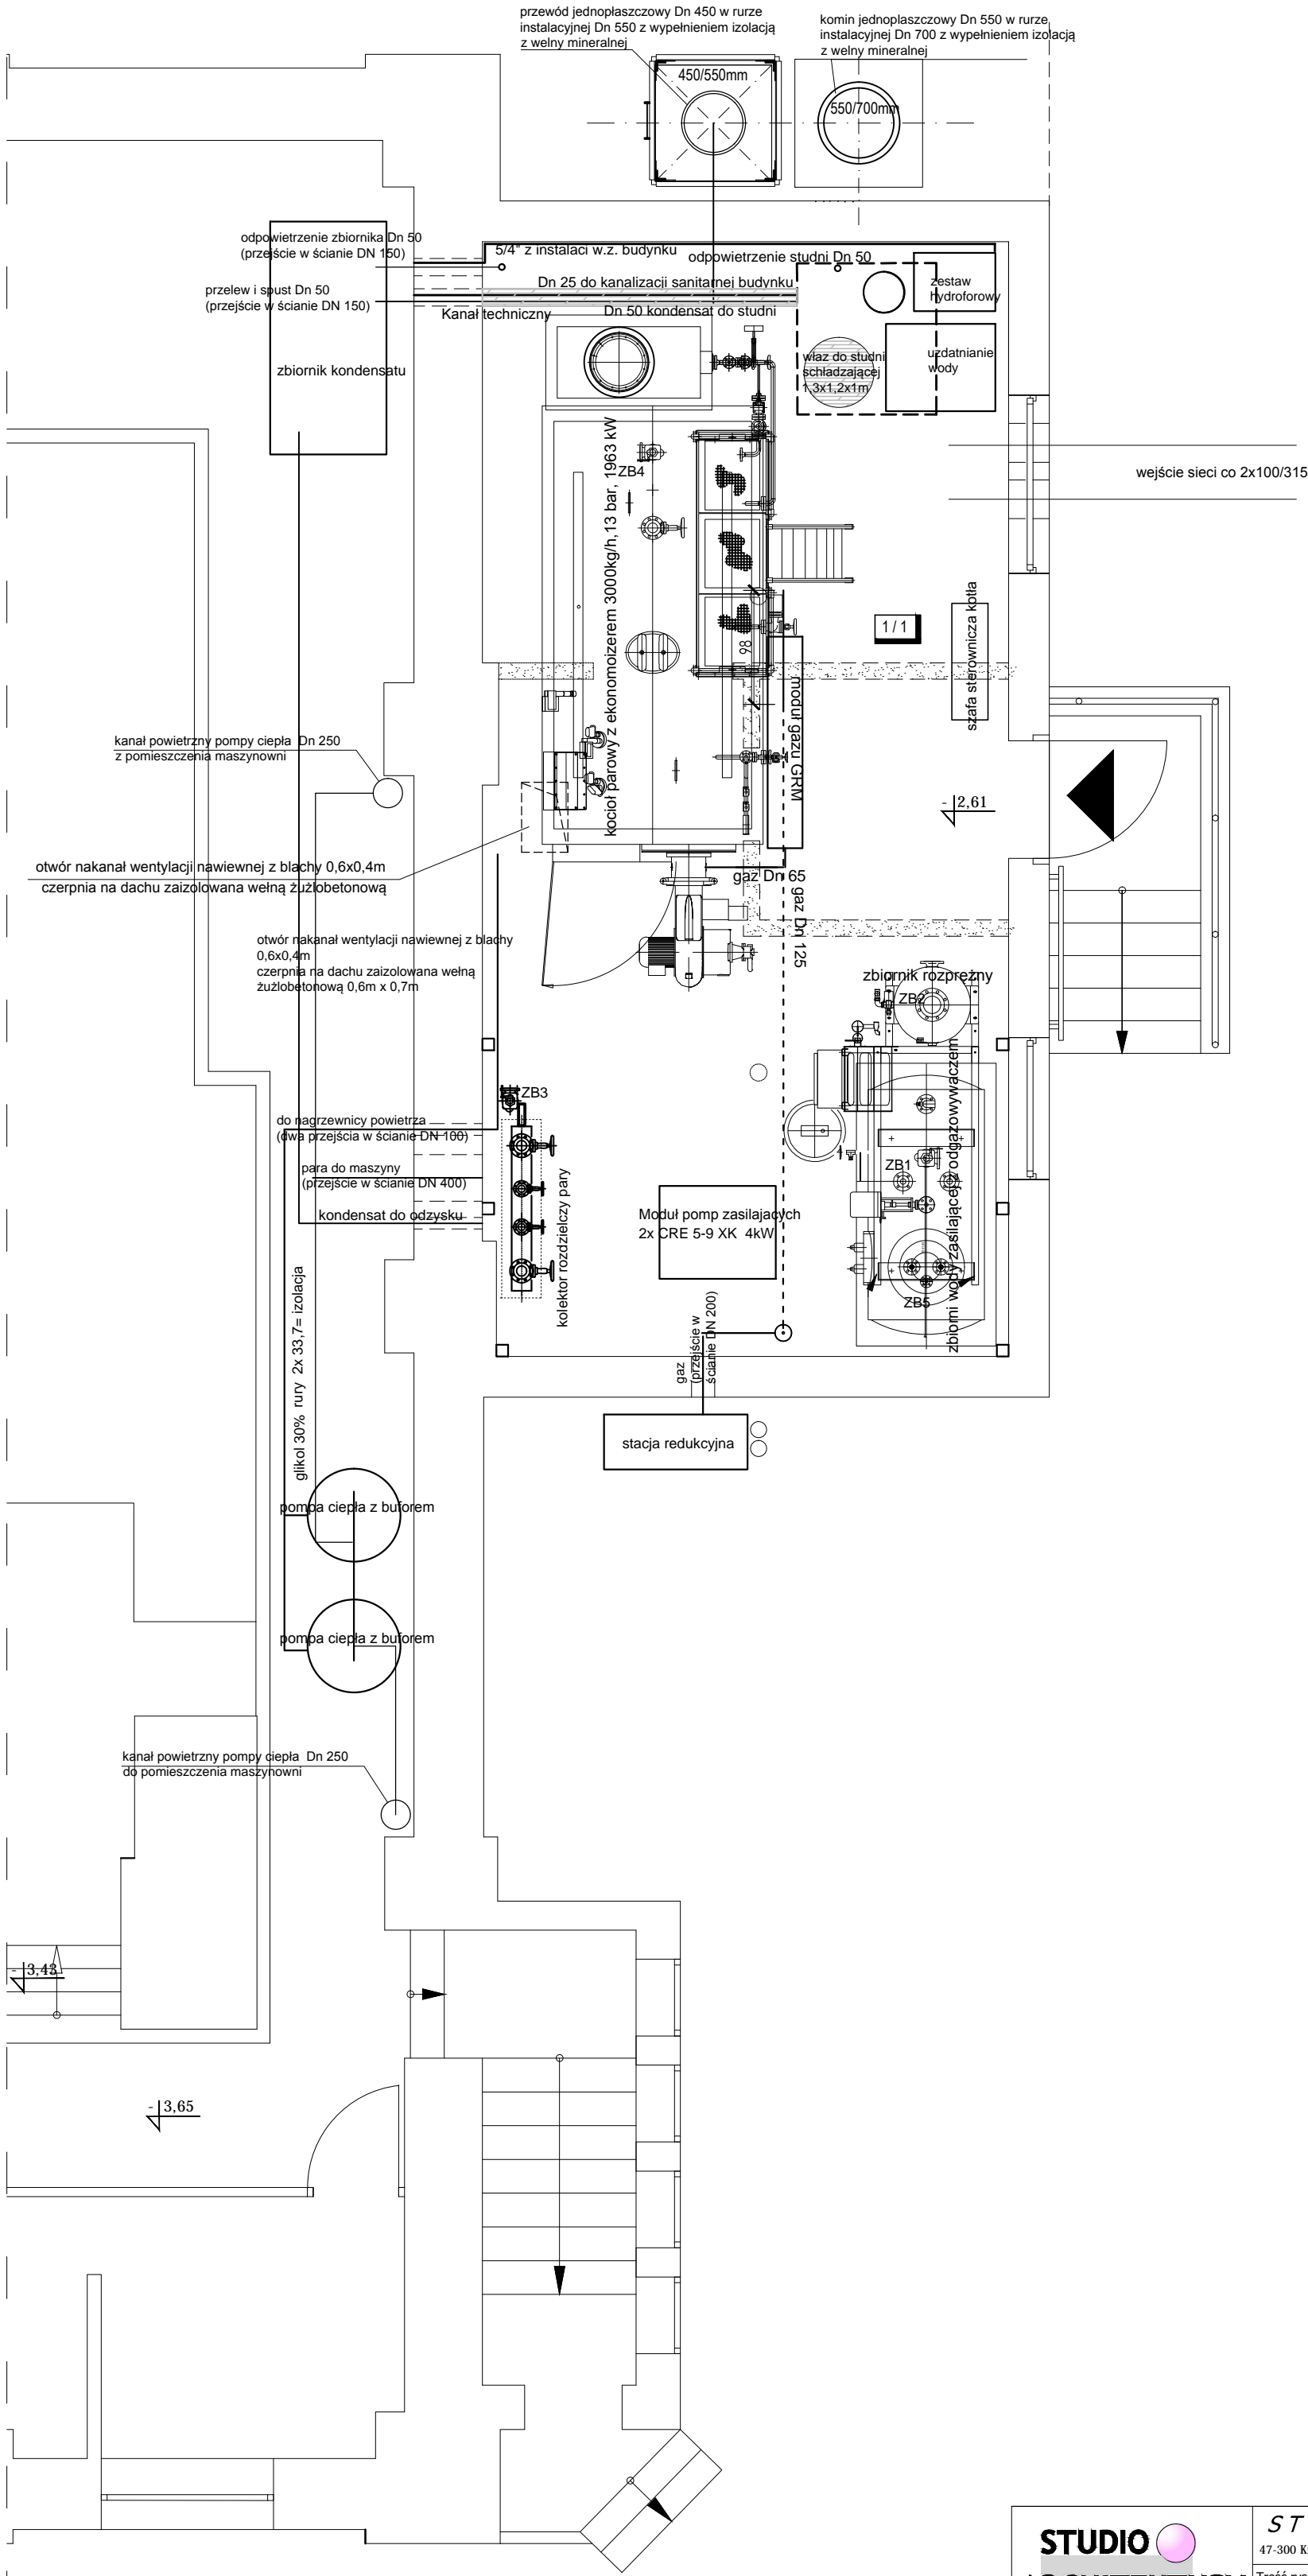 przewód jednopłaszczowy Dn 450 w rurze
instalacyjnej Dn 550 z wypełnieniem izolacją
z welny mineralnej
komin jednoplaszczowy Dn 550 w rurze
instalacyjnej Dn 700 z wypełnieniem izolacją
z welny mineralnej
450/550mm
550/700mm
odpowietrzenie zbiornika Dn 50
(przejście w ścianie DN 150)
5/4" z instalaci w.z. budynku
odpowietrzenie studni Dn 50
przelew i spust Dn 50
(przejście w ścianie DN 150)
Dn 25 do kanalizacji sanitarnej budynku
Kanał techniczny
Dn 50 kondensat do studni
zestaw
hydroforowy
zbiornik kondensatu
właz do studni
schładzającej
1,3x1,2x1m
uzdatnianie
wody
wejście sieci co 2x100/315
ZB4
kocioł parowy z ekonomoizerem 3000kg/h,13 bar, 1963 kW
98
1 / 1
szafa sterownicza kotła
moduł gazu GRM
kanał powietrzny pompy ciepła Dn 250
z pomieszczenia maszynowni
- 2,61
otwór nakanał wentylacji nawiewnej z blachy 0,6x0,4m
czerpnia na dachu zaizolowana wełną żużlobetonową
gaz Dn 65
gaz Dn 125
otwór nakanał wentylacji nawiewnej z blachy
0,6x0,4m
czerpnia na dachu zaizolowana wełną
żużlobetonową 0,6m x 0,7m
zbiornik rozprężny
ZB2
ZB3
do nagrzewnicy powietrza
(dwa przejścia w ścianie DN 100)
para do maszyny
(przejście w ścianie DN 400)
kondensat do odzysku
kolektor rozdzielczy pary
Moduł pomp zasilajacych
2x CRE 5-9 XK 4kW
ZB1
ZB5
zbiorni wody zasilającej z odgazowywaczem
glikol 30% rury 2x 33,7= izolacja
gaz
(przejście w
ścianie DN 200)
stacja redukcyjna
pompa ciepła z buforem
pompa ciepła z buforem
kanał powietrzny pompy ciepła Dn 250
do pomieszczenia maszynowni
- 3,43
- 3,65
STUDIO
S T
47-300 K